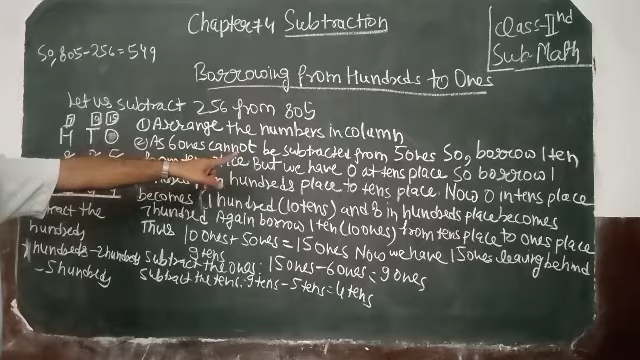 Chapter-4 Subtraction
Class-IInd
Sub-Math
So, 805-256=549
Borrowing from Hundreds to Ones
Let us subtract 256 from 805
① Arrange the numbers in column
7 9 15
H T O
② As 6 ones cannot be subtracted from 5 ones So, borrow 1 ten
from ten place But we have 0 at tens place So borrow 1
hundreds place to tens place. Now 0 in tens place
becomes 1 hundred (10 tens) and 8 in hundreds place becomes
7 hundred Again borrow 1 ten (10 ones) from tens place to ones place
Thus 10 ones + 5 ones = 15 ones Now we have 15 ones leaving behind
9 tens
Subtract the ones: 15 ones - 6 ones = 9 ones
Subtract the tens: 9 tens - 5 tens = 4 tens
the
hundreds
7 hundreds - 2 hundreds
= 5 hundreds